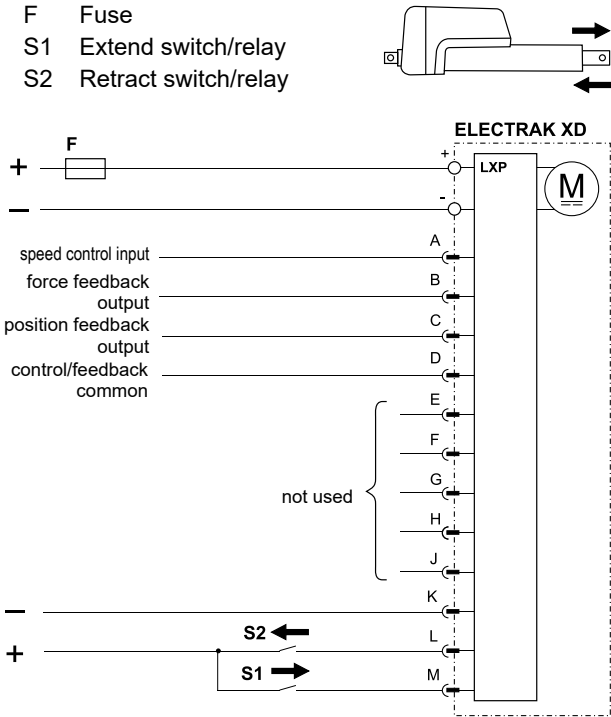 F Fuse
S1 Extend switch/relay
S2 Retract switch/relay
ELECTRAK XD
F
+
+
LXP
M
−
-
A
speed control input
B
force feedback
output
C
position feedback
output
D
control/feedback
common
E
F
G
not used
H
J
K
−
S2
L
+
S1
M